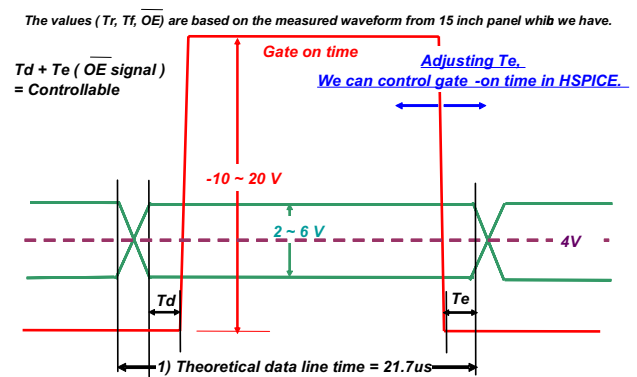 The values ( Tr, Tf, OE) are based on the measured waveform from 15 inch panel which we have.
Gate on time
Td + Te ( OE signal )
= Controllable
Adjusting Te,
We can control gate -on time in HSPICE.
-10 ~ 20 V
2 ~ 6 V
4V
Td
Te
1) Theoretical data line time = 21.7us